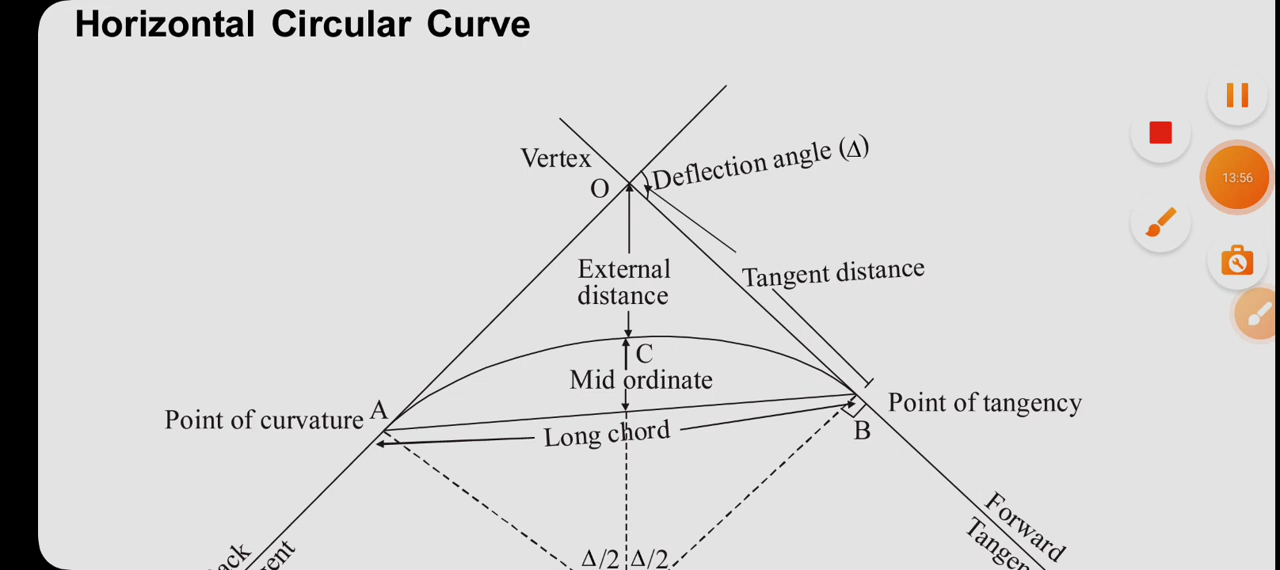 Horizontal Circular Curve
Vertex
O
Deflection angle (Δ)
External
distance
Tangent distance
C
Mid ordinate
Point of curvature A
Point of tangency
Long chord
B
Forward
Δ/2 Δ/2
13:56